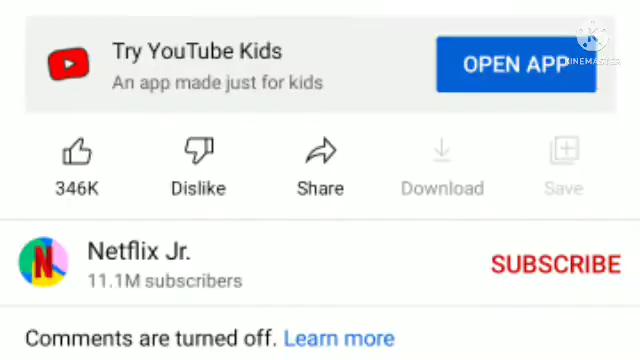 Try YouTube Kids
An app made just for kids
OPEN APP
KINEMASTER
346K
Dislike
Share
Download
Save
Netflix Jr.
11.1M subscribers
SUBSCRIBE
Comments are turned off. Learn more